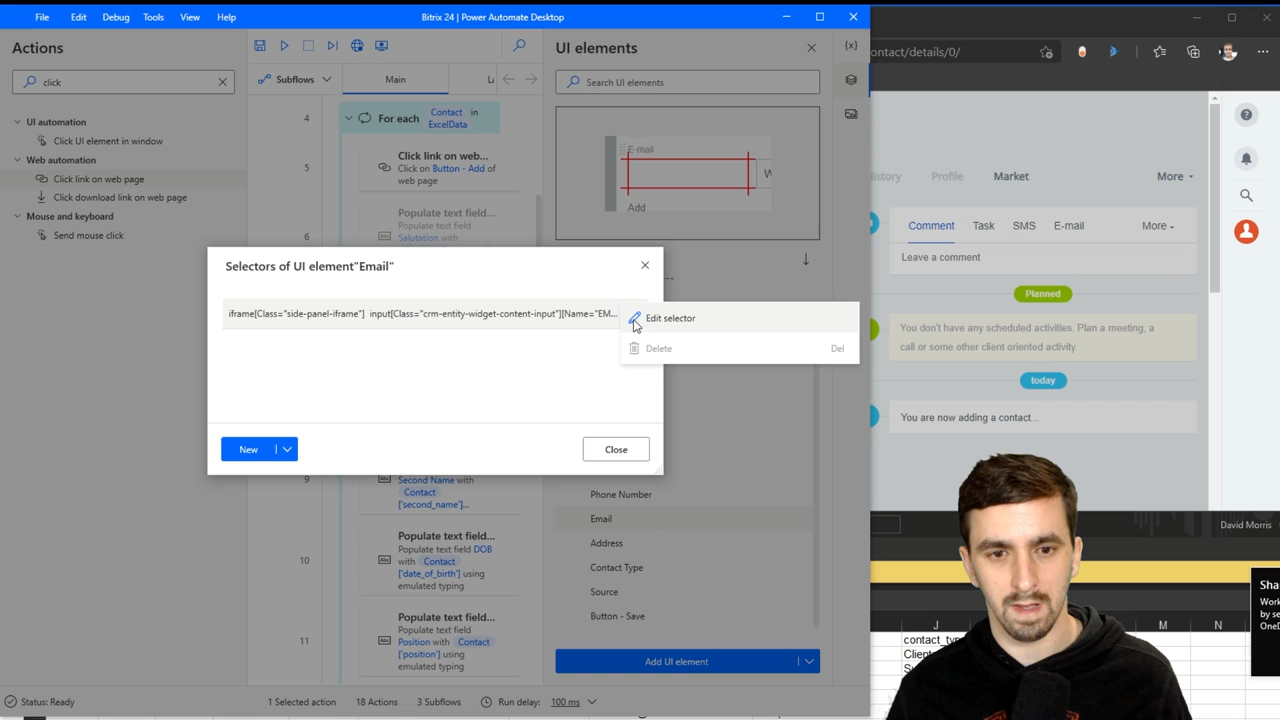 File Edit Debug Tools View Help
Bitrix 24 | Power Automate Desktop
Actions
click
UI automation
Click UI element in window
Web automation
Click link on web page
Click download link on web page
Mouse and keyboard
Send mouse click
Subflows
Main
4
For each Contact in
ExcelData
5
Click link on web...
Click on Button - Add of
web page
6
Populate text field...
Populate text field
Salutation with
9
Second Name with
Contact
['second_name']...
10
Populate text field...
Populate text field DOB
with Contact
['date_of_birth'] using
emulated typing
11
Populate text field...
Populate text field
Position with Contact
['position'] using
emulated typing
UI elements
Search UI elements
E-mail
W
Add
Selectors of UI element"Email"
iframe[Class="side-panel-iframe"] input[Class="crm-entity-widget-content-input"][Name="EM...
Edit selector
Delete Del
New
Close
Phone Number
Email
Address
Contact Type
Source
Button - Save
Add UI element
Status: Ready
1 Selected action
18 Actions
3 Subflows
Run delay: 100 ms
{x}
contact/details/0/
Profile
Market
More
Comment Task SMS E-mail More
Leave a comment
Planned
You don't have any scheduled activities. Plan a meeting, a
call or some other client oriented activity.
today
You are now adding a contact...
David Morris
J M N